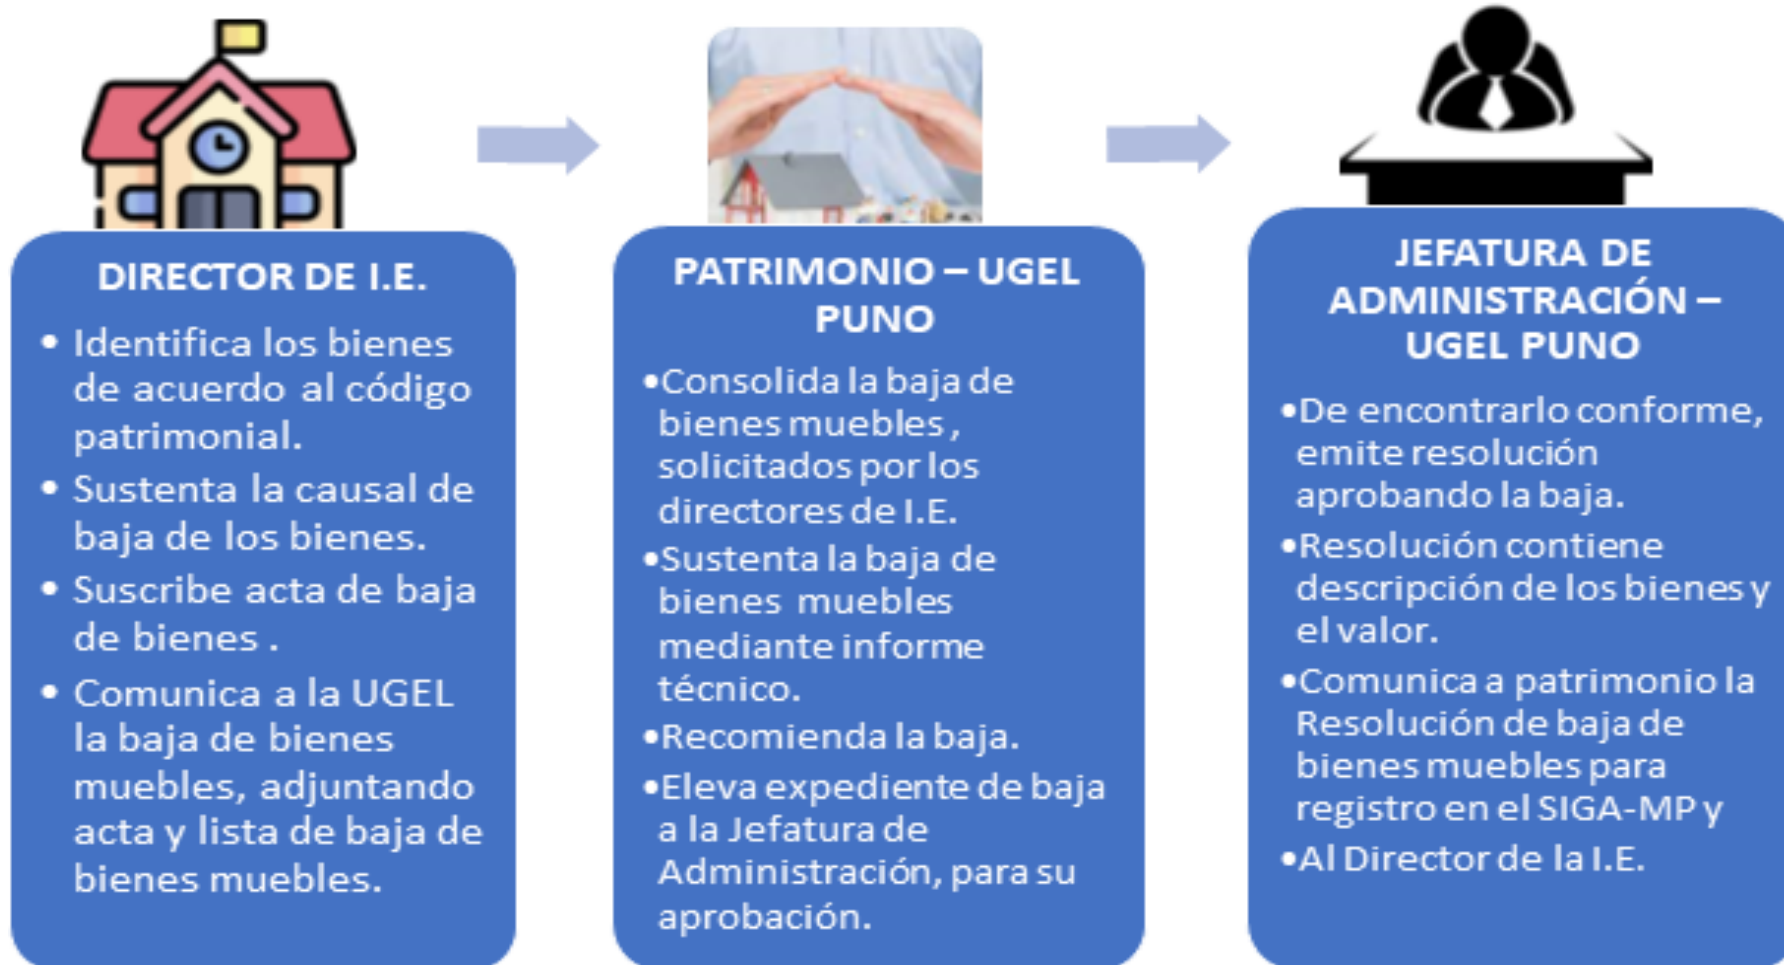 DIRECTOR DE I.E.
• Identifica los bienes
de acuerdo al código
patrimonial.
• Sustenta la causal de
baja de los bienes.
• Suscribe acta de baja
de bienes .
• Comunica a la UGEL
la baja de bienes
muebles, adjuntando
acta y lista de baja de
bienes muebles.
PATRIMONIO – UGEL
PUNO
•Consolida la baja de
bienes muebles ,
solicitados por los
directores de I.E.
•Sustenta la baja de
bienes muebles
mediante informe
técnico.
•Recomienda la baja.
•Eleva expediente de baja
a la Jefatura de
Administración, para su
aprobación.
JEFATURA DE
ADMINISTRACIÓN –
UGEL PUNO
•De encontrarlo conforme,
emite resolución
aprobando la baja.
•Resolución contiene
descripción de los bienes y
el valor.
•Comunica a patrimonio la
Resolución de baja de
bienes muebles para
registro en el SIGA-MP y
•Al Director de la I.E.